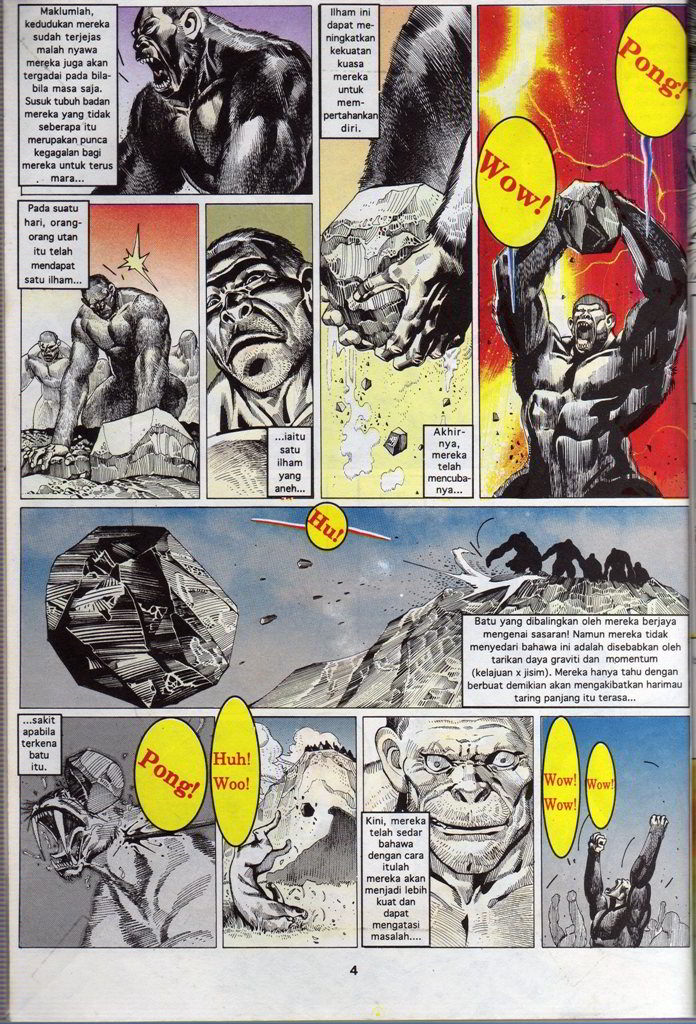 Maklumlah,
kedudukan mereka
sudah terjejas
malah nyawa
mereka juga akan
tergadai pada bila-
bila masa saja.
Susuk tubuh badan
mereka yang tidak
seberapa itu
merupakan punca
kegagalan bagi
mereka untuk terus
mara...
Pada suatu
hari, orang-
orang utan
itu telah
mendapat
satu ilham...
...iaitu
satu
ilham
yang
aneh...
Ilham ini
dapat me-
ningkatkan
kekuatan
kuasa
mereka
untuk
mem-
pertahankan
diri.
Akhir-
nya,
mereka
telah
mencuba-
nya...
Pong!
Wow!
Hu!
Batu yang dibalingkan oleh mereka berjaya
mengenai sasaran! Namun mereka tidak
menyedari bahawa ini adalah disebabkan oleh
tarikan daya graviti dan momentum
(kelajuan x jisim). Mereka hanya tahu dengan
berbuat demikian akan mengakibatkan harimau
taring panjang itu terasa...
...sakit
apabila
terkena
batu
itu.
Pong!
Huh!
Woo!
Kini, mereka
telah sedar
bahawa
dengan cara
itulah
mereka akan
menjadi lebih
kuat dan
dapat
mengatasi
masalah....
Wow!
Wow!
Wow!
4